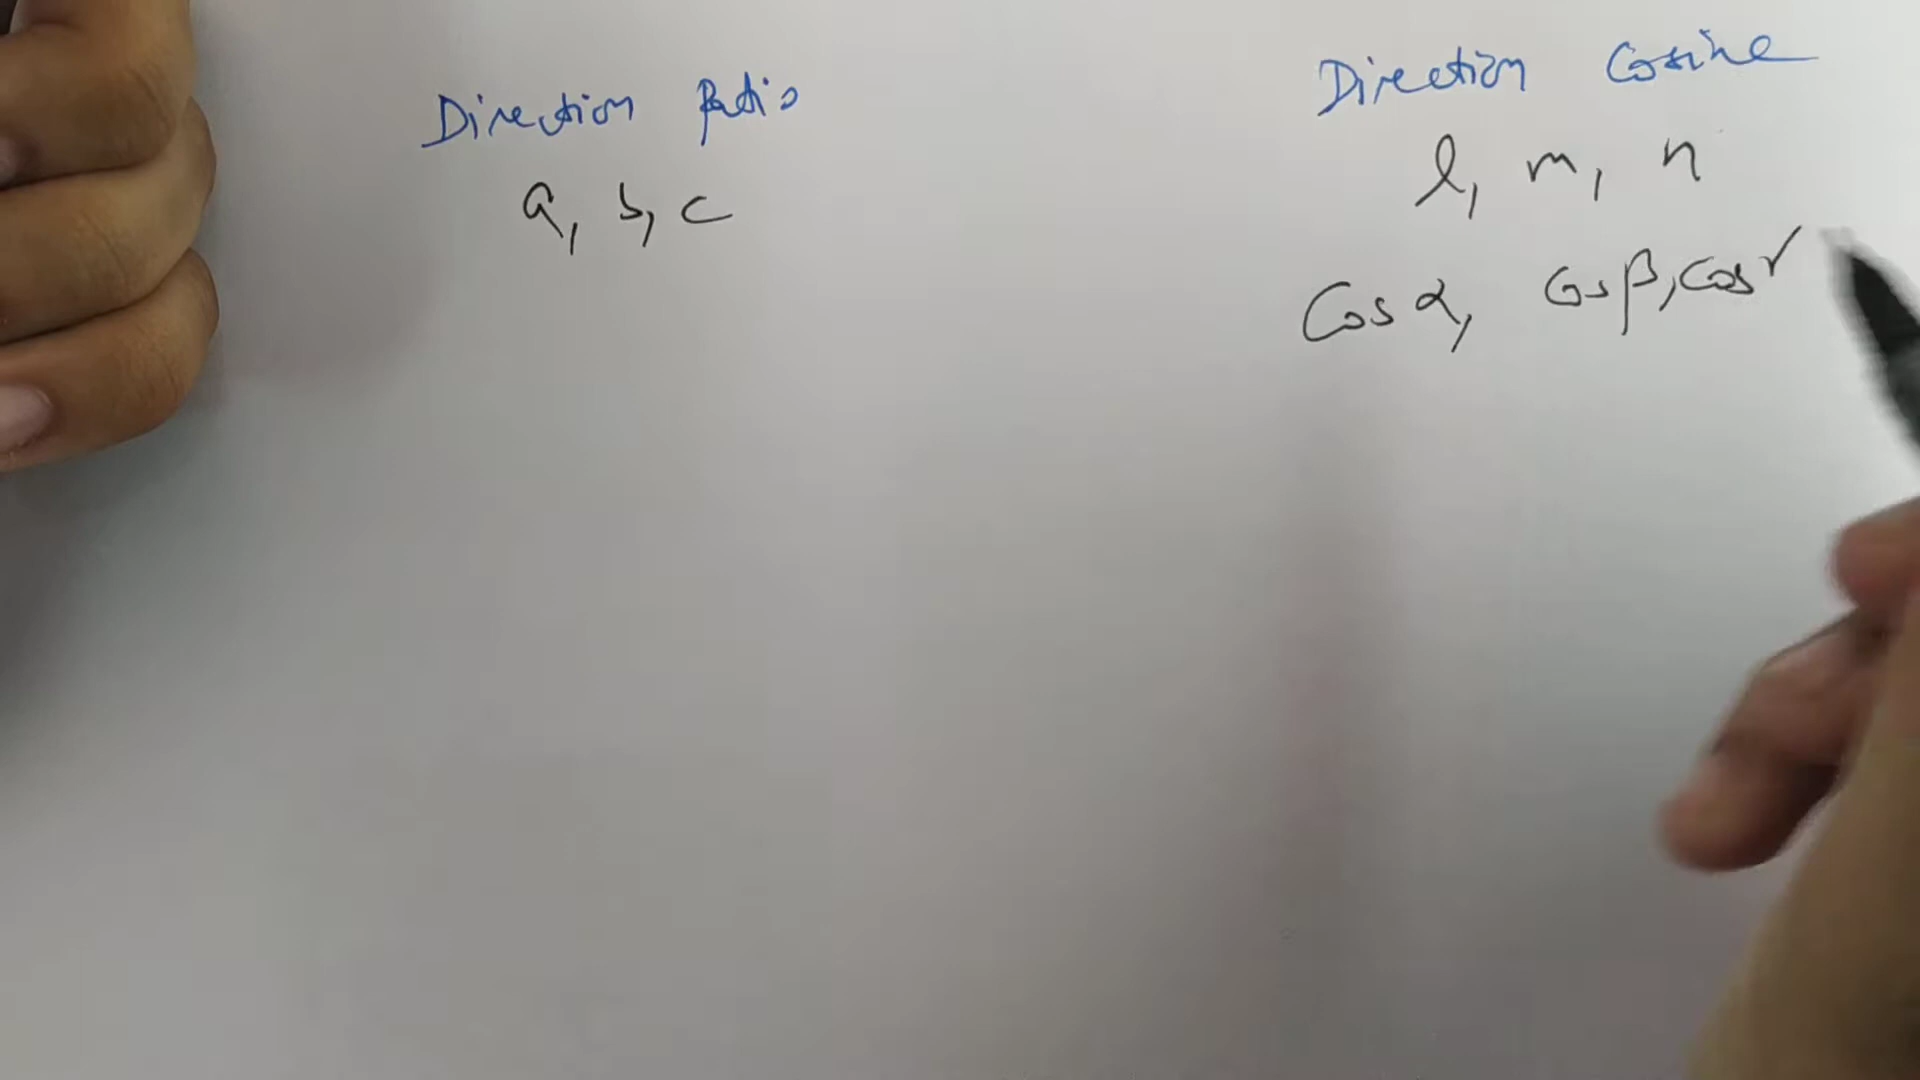 Direction Ratio
a, b, c
Direction Cosine
l, m, n
Cos α, Cos β, Cos γ